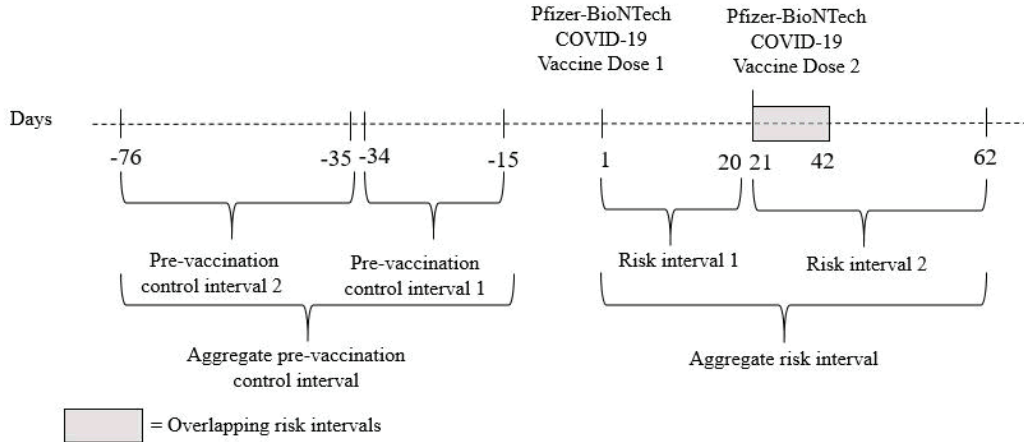 Pfizer-BioNTech
COVID-19
Vaccine Dose 1
Pfizer-BioNTech
COVID-19
Vaccine Dose 2
Days
-76
-35
-34
-15
1
20
21
42
62
Pre-vaccination
control interval 2
Pre-vaccination
control interval 1
Risk interval 1
Risk interval 2
Aggregate pre-vaccination
control interval
Aggregate risk interval
= Overlapping risk intervals